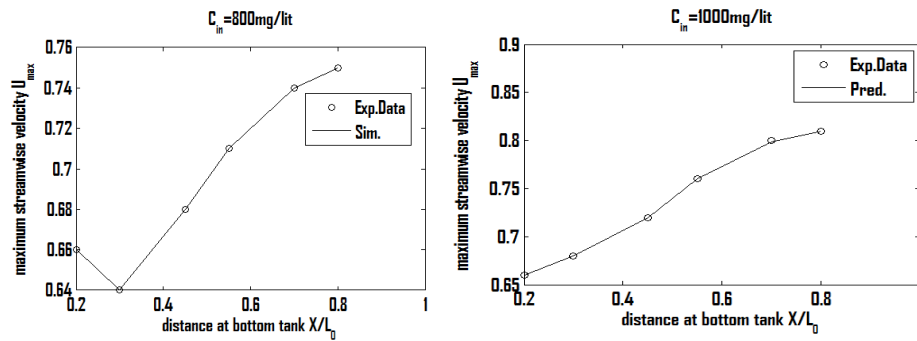 C_in=800mg/lit
maximum streamwise velocity U_max
0.76
0.74
0.72
0.7
0.68
0.66
0.64
Exp.Data
Sim.
0.2
0.4
0.6
0.8
1
distance at bottom tank X/L_0
C_in=1000mg/lit
maximum streamwise velocity U_max
0.9
0.85
0.8
0.75
0.7
0.65
Exp.Data
Pred.
0.2
0.4
0.6
0.8
distance at bottom tank X/L_0